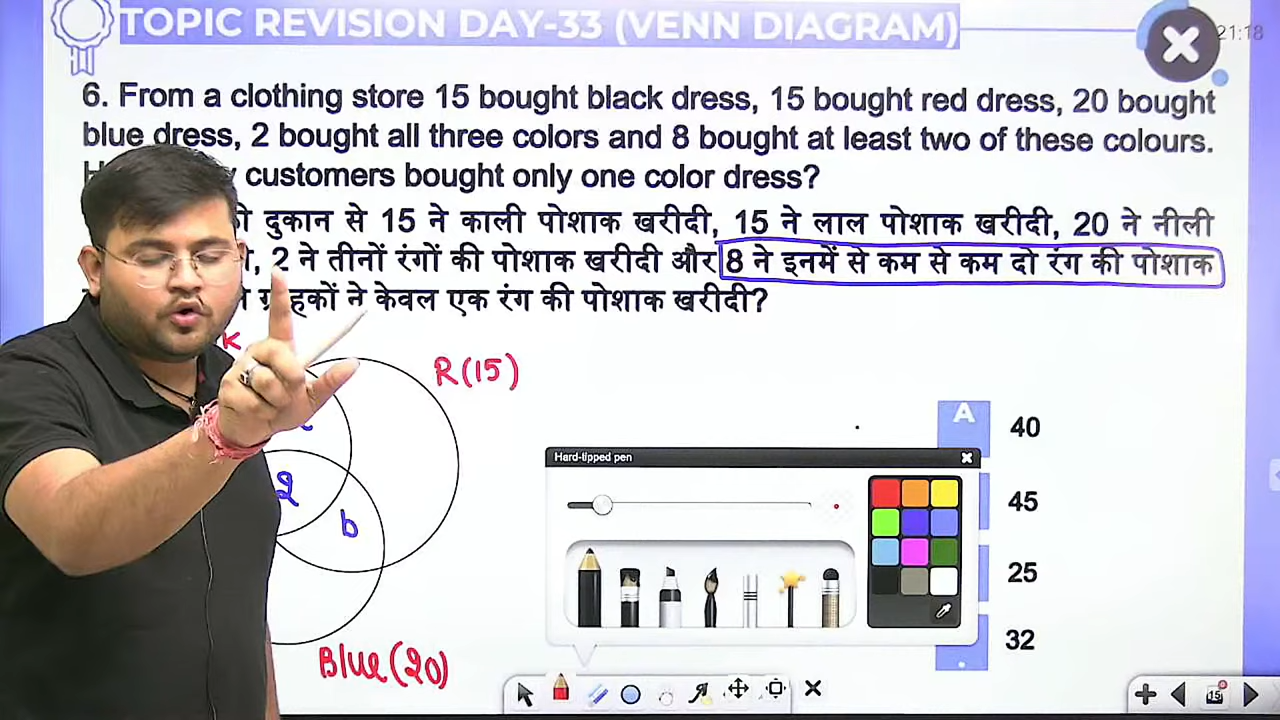 TOPIC REVISION DAY-33 (VENN DIAGRAM)
21:18
6. From a clothing store 15 bought black dress, 15 bought red dress, 20 bought
blue dress, 2 bought all three colors and 8 bought at least two of these colours.
customers bought only one color dress?
की दुकान से 15 ने काली पोशाक खरीदी, 15 ने लाल पोशाक खरीदी, 20 ने नीली
2 ने तीनों रंगों की पोशाक खरीदी और 8 ने इनमें से कम से कम दो रंग की पोशाक
ने केवल एक रंग की पोशाक खरीदी?
K
R(15)
2
b
Blue(20)
Hard-tipped pen
A 40
45
25
32
15